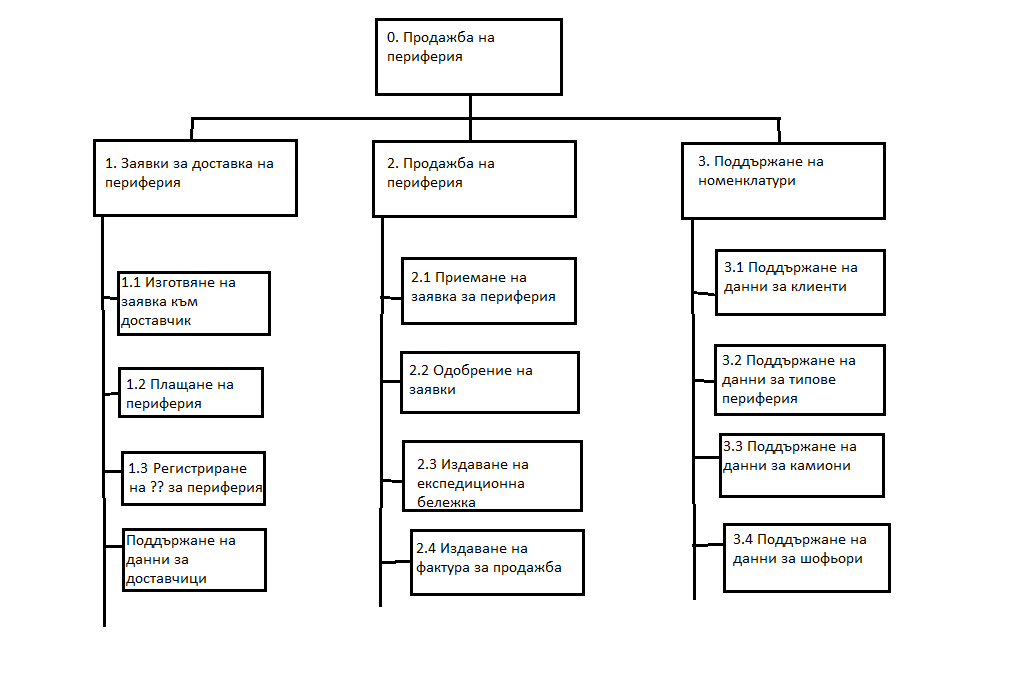 0. Продажба на
периферия
1. Заявки за доставка на
периферия
1.1 Изготвяне на
заявка към
доставчик
1.2 Плащане на
периферия
1.3 Регистриране
на ?? за периферия
Поддържане на
данни за
доставчици
2. Продажба на
периферия
2.1 Приемане на
заявка за периферия
2.2 Одобрение на
заявки
2.3 Издаване на
експедиционна
бележка
2.4 Издаване на
фактура за продажба
3. Поддържане на
номенклатури
3.1 Поддържане на
данни за клиенти
3.2 Поддържане на
данни за типове
периферия
3.3 Поддържане на
данни за камиони
3.4 Поддържане на
данни за шофьори